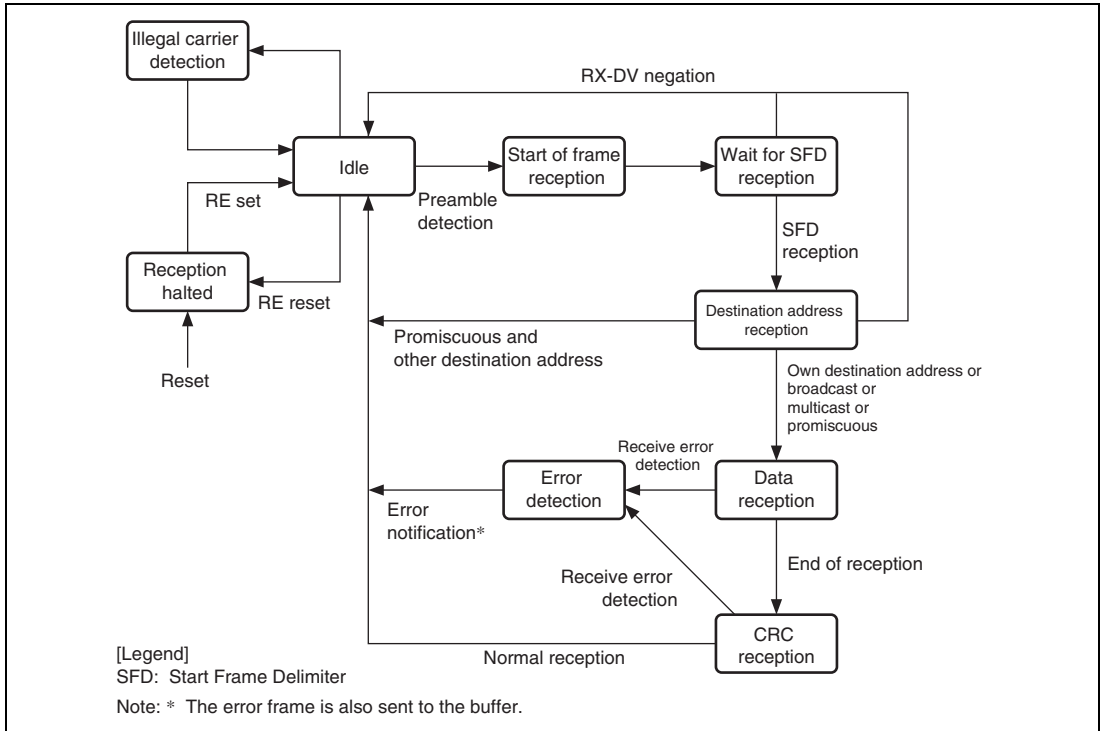 Illegal carrier
detection
RX-DV negation
Idle
Start of frame
reception
Wait for SFD
reception
RE set
Preamble
detection
SFD
reception
Reception
halted
RE reset
Destination address
reception
Promiscuous and
other destination address
Reset
Own destination address or
broadcast or
multicast or
promiscuous
Receive error
detection
Error
detection
Data
reception
Error
notification*
End of reception
Receive error
detection
CRC
reception
Normal reception
[Legend]
SFD: Start Frame Delimiter
Note: * The error frame is also sent to the buffer.